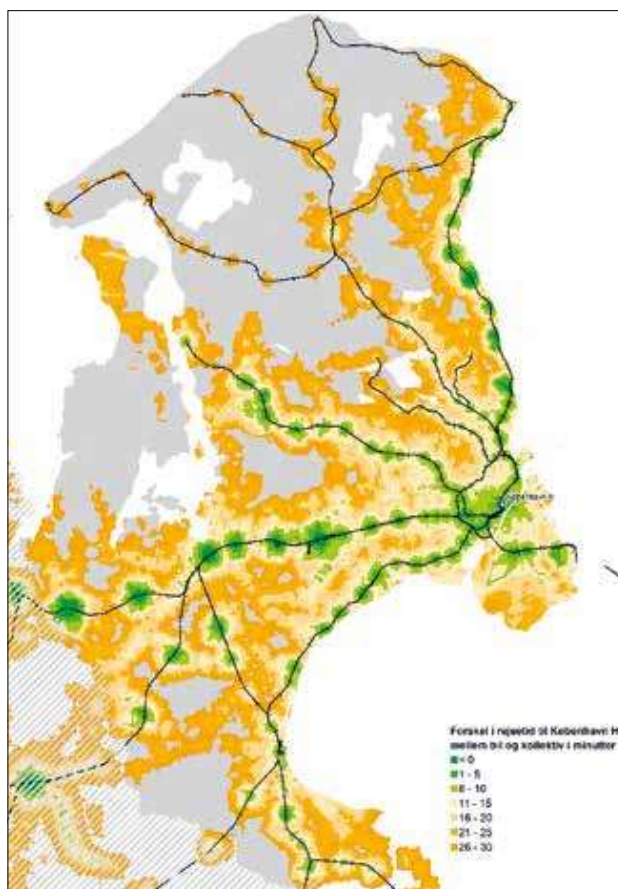 København H
Forskel i rejsetid til København H
mellem bil og kollektiv i minutter
< 0
1 - 5
6 - 10
11 - 15
16 - 20
21 - 25
26 - 30